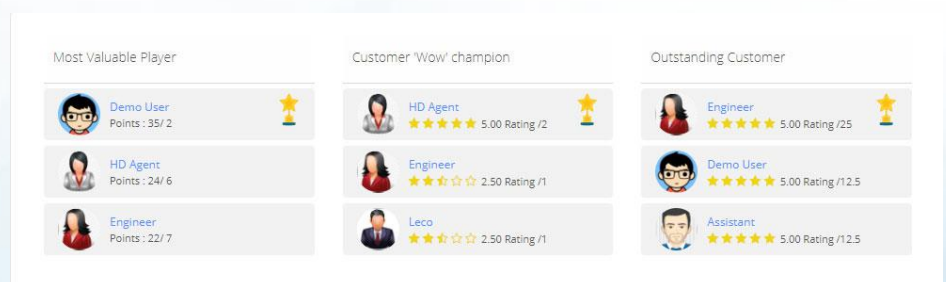 Most Valuable Player
Demo User
Points : 35/ 2
HD Agent
Points : 24/ 6
Engineer
Points : 22/ 7
Customer 'Wow' champion
HD Agent
5.00 Rating /2
Engineer
2.50 Rating /1
Leco
2.50 Rating /1
Outstanding Customer
Engineer
5.00 Rating /25
Demo User
5.00 Rating /12.5
Assistant
5.00 Rating /12.5